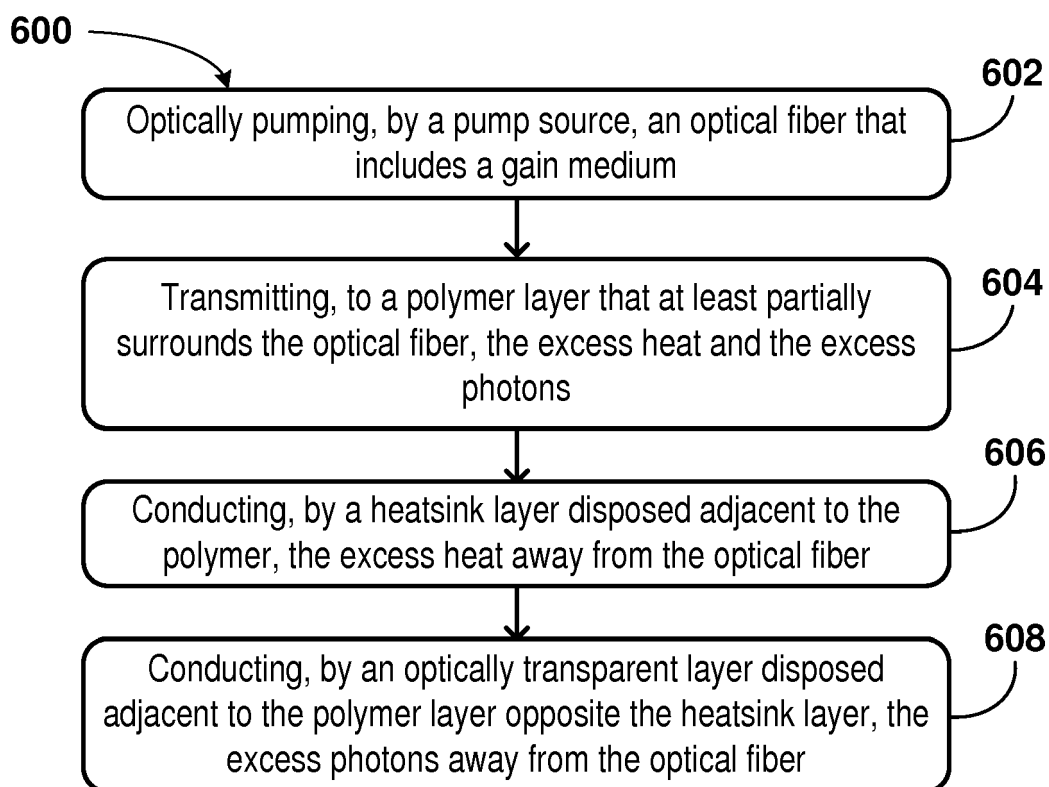 600
602
Optically pumping, by a pump source, an optical fiber that
includes a gain medium
604
Transmitting, to a polymer layer that at least partially
surrounds the optical fiber, the excess heat and the excess
photons
606
Conducting, by a heatsink layer disposed adjacent to the
polymer, the excess heat away from the optical fiber
608
Conducting, by an optically transparent layer disposed
adjacent to the polymer layer opposite the heatsink layer, the
excess photons away from the optical fiber